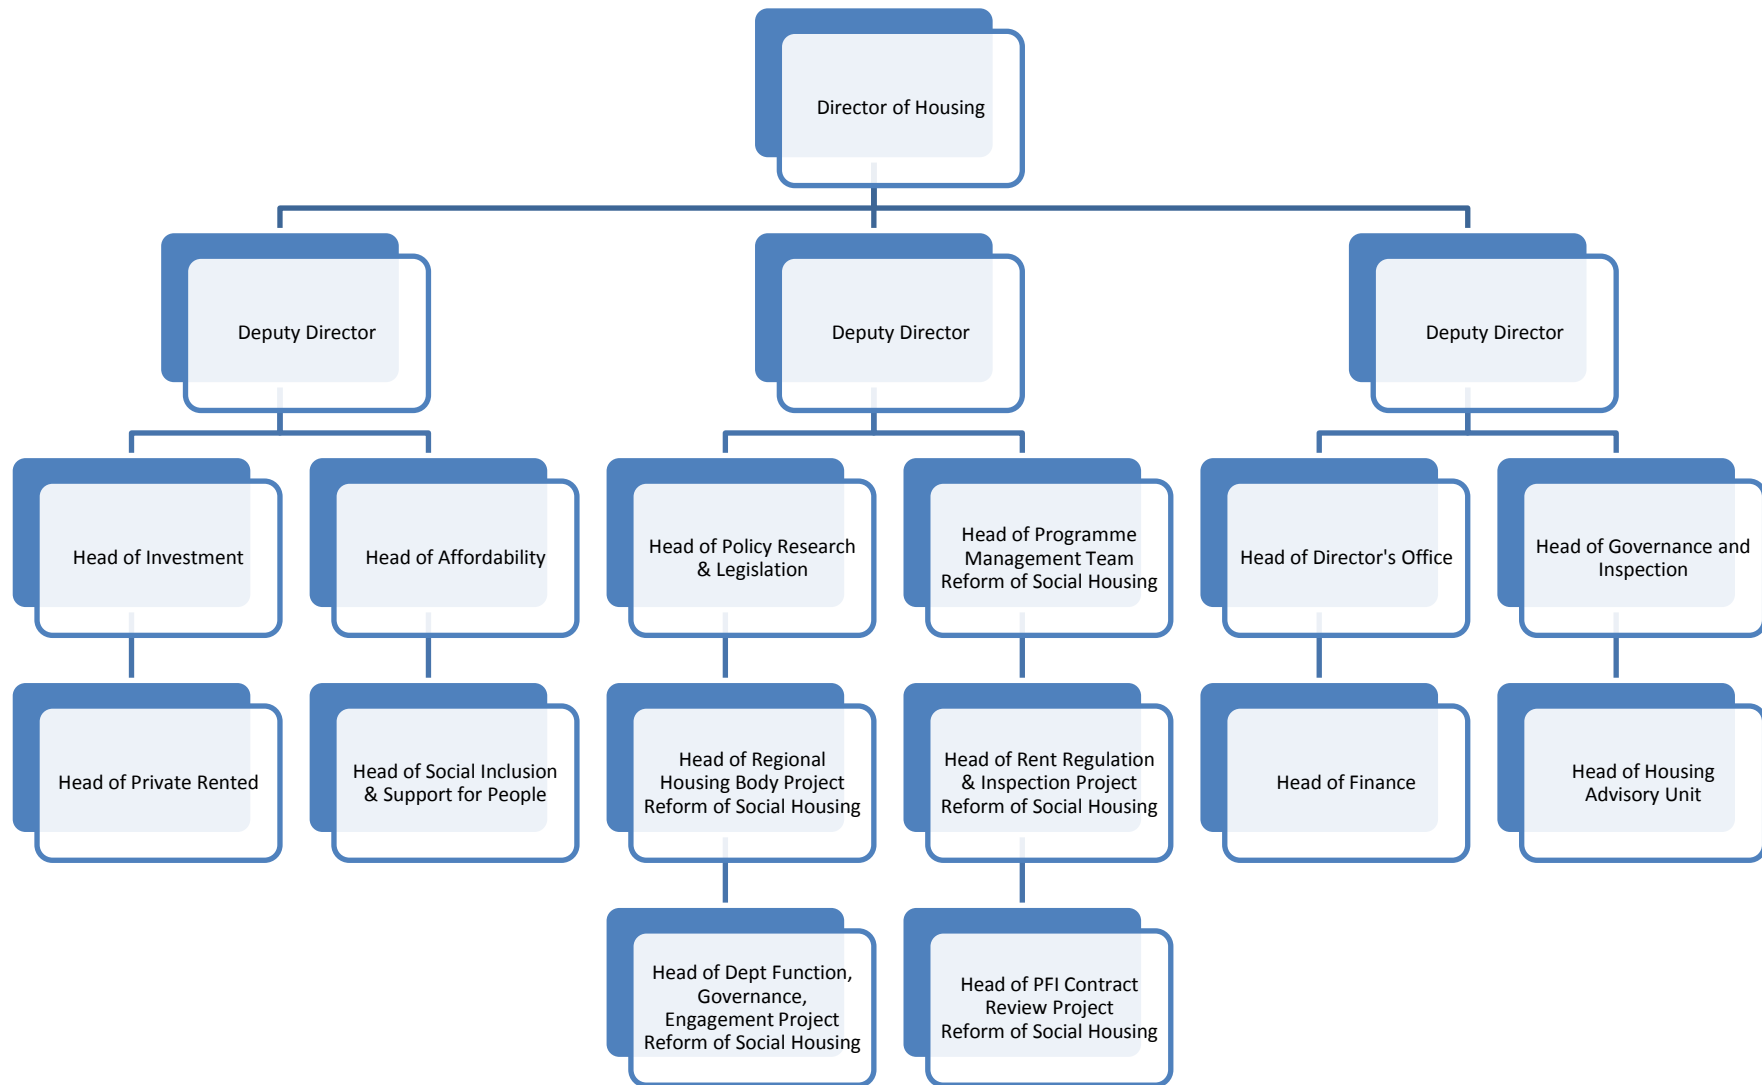 Director of Housing
Deputy Director
Deputy Director
Deputy Director
Head of Investment
Head of Affordability
Head of Policy Research
& Legislation
Head of Programme
Management Team
Reform of Social Housing
Head of Director's Office
Head of Governance and
Inspection
Head of Private Rented
Head of Social Inclusion
& Support for People
Head of Regional
Housing Body Project
Reform of Social Housing
Head of Rent Regulation
& Inspection Project
Reform of Social Housing
Head of Finance
Head of Housing
Advisory Unit
Head of Dept Function,
Governance,
Engagement Project
Reform of Social Housing
Head of PFI Contract
Review Project
Reform of Social Housing